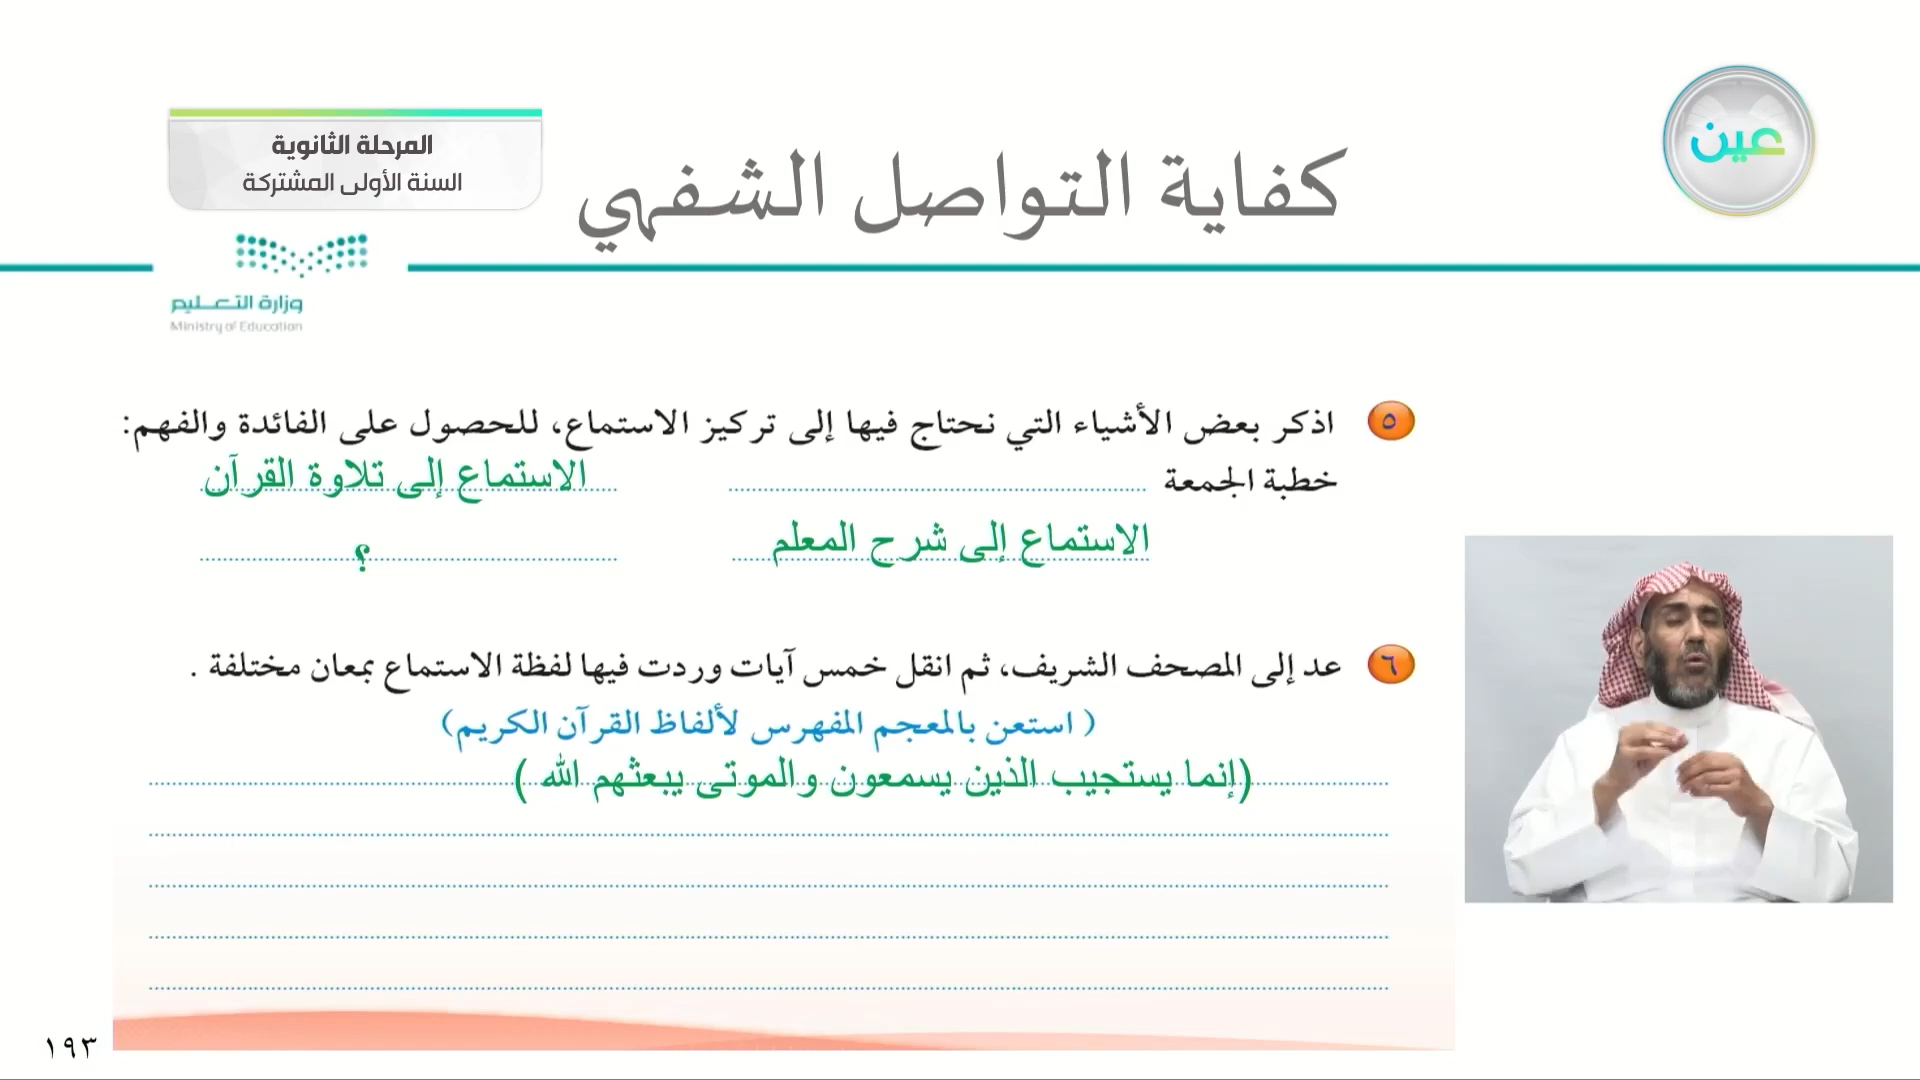 عين
كفاية التواصل الشفهي
المرحلة الثانوية
السنة الأولى المشتركة
وزارة التعليم
Ministry of Education
٥ اذكر بعض الأشياء التي نحتاج فيها إلى تركيز الاستماع، للحصول على الفائدة والفهم:
خطبة الجمعة الاستماع إلى تلاوة القرآن
الاستماع إلى شرح المعلم ؟
٦ عد إلى المصحف الشريف، ثم انقل خمس آيات وردت فيها لفظة الاستماع بمعان مختلفة .
( استعن بالمعجم المفهرس لألفاظ القرآن الكريم)
(إنما يستجيب الذين يسمعون والموتى يبعثهم الله )
١٩٣